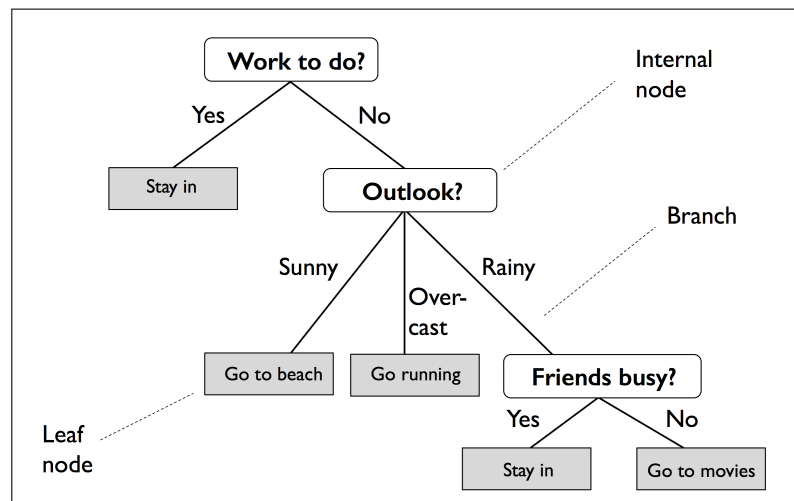 Work to do?
Internal
node
Yes
No
Stay in
Outlook?
Branch
Sunny
Rainy
Over-
cast
Go to beach
Go running
Friends busy?
Yes
No
Leaf
node
Stay in
Go to movies